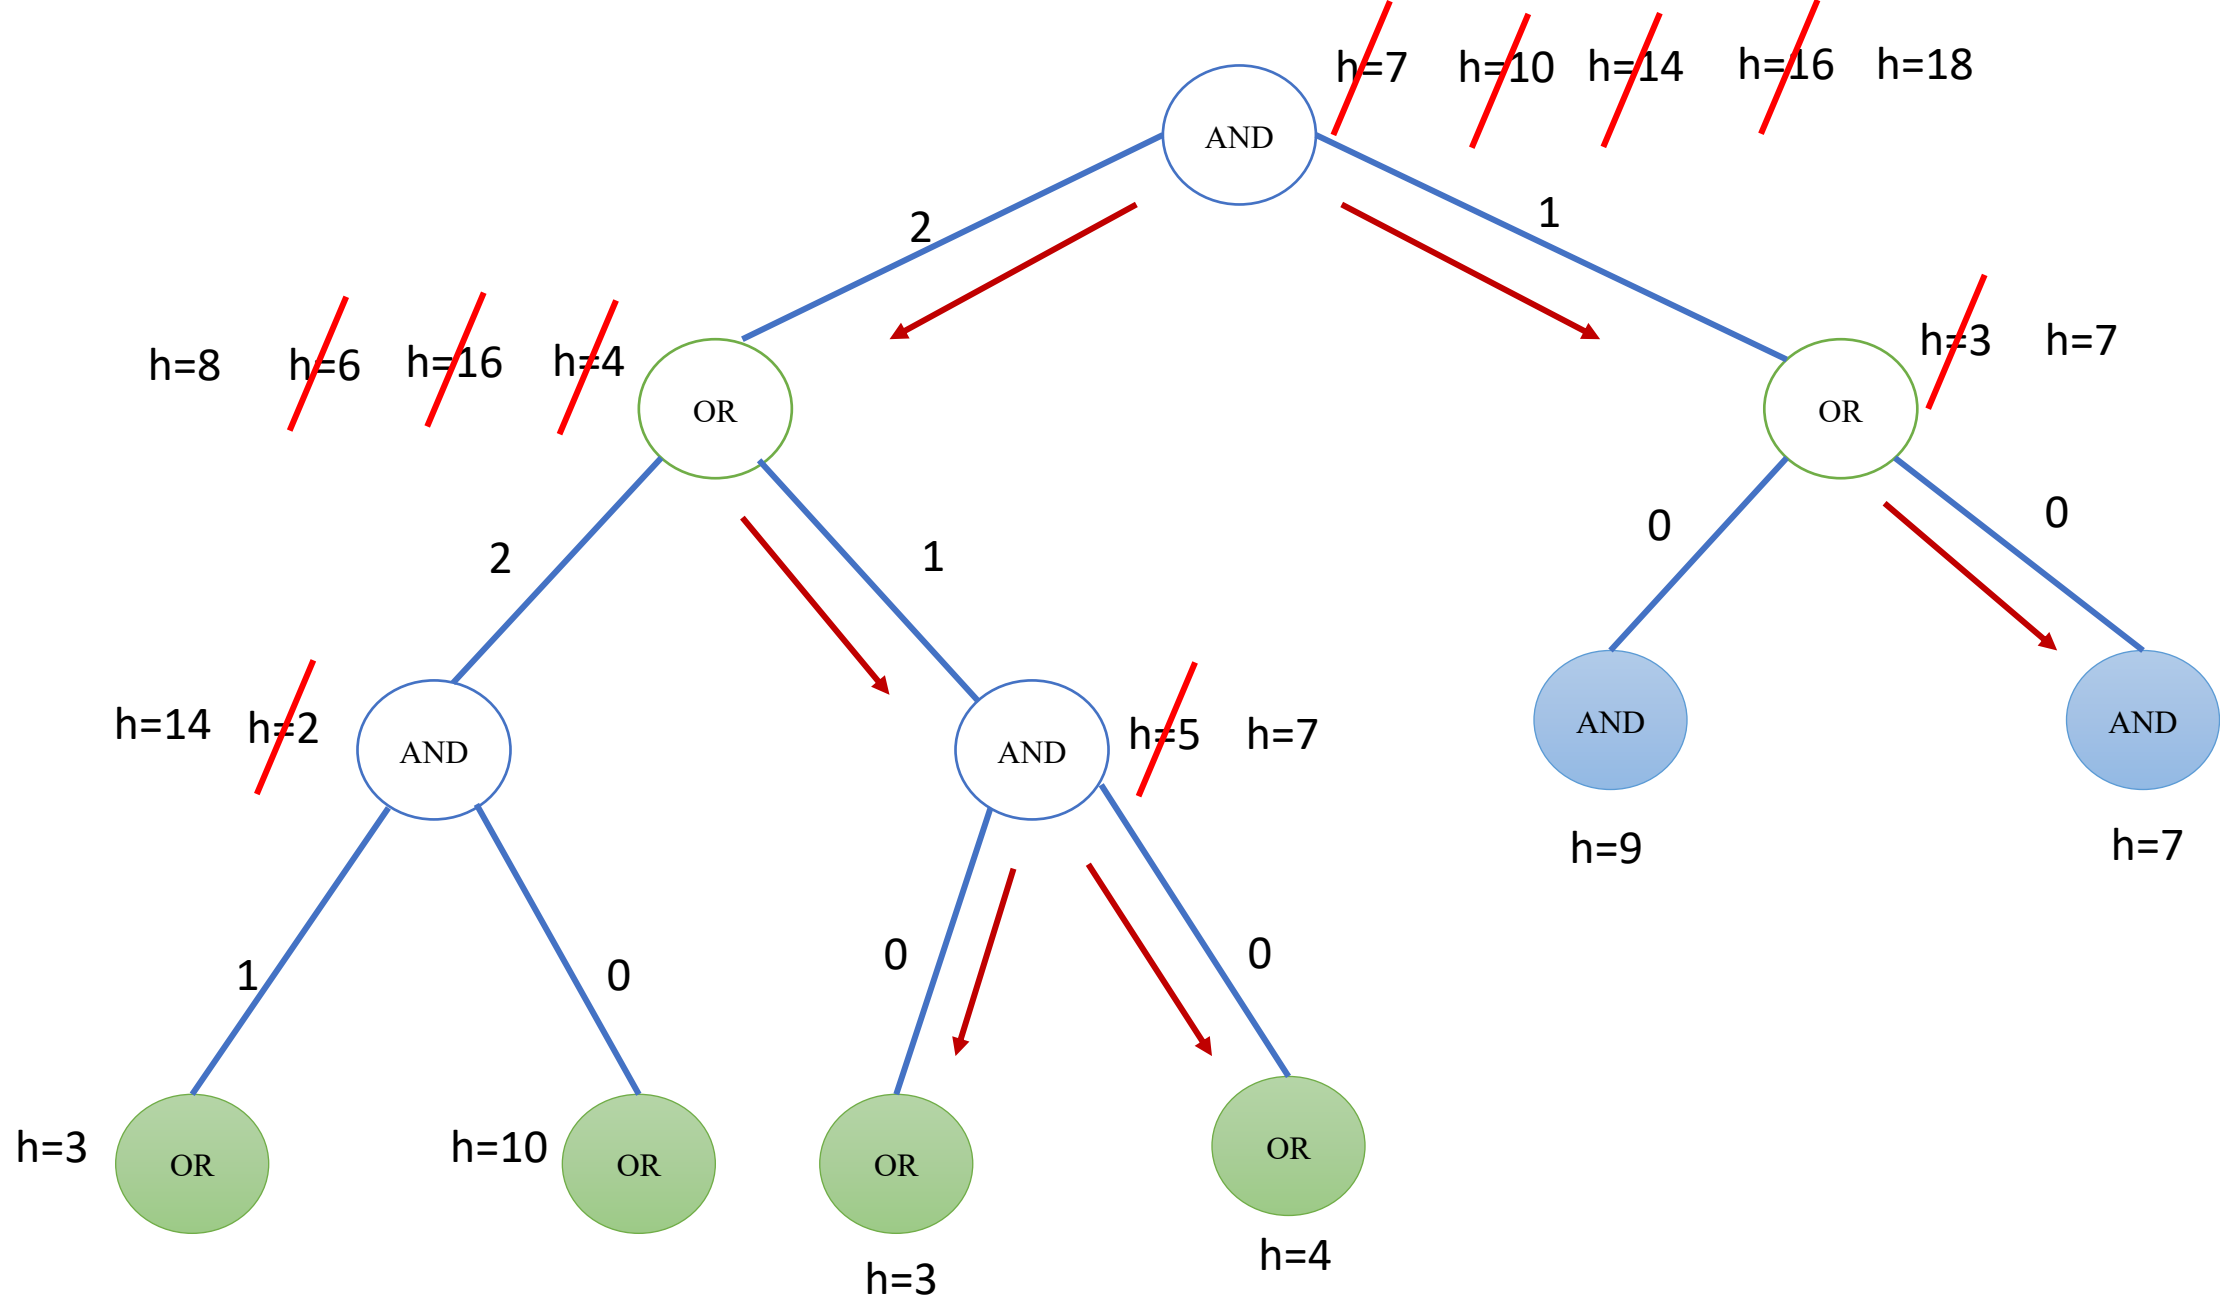 h=7 h=10 h=14 h=16 h=18
AND
2 1
h=8 h=6 h=16 h=4 OR
OR h=3 h=7
2 1 0 0
h=14 h=2 AND
AND h=5 h=7
AND AND
h=9 h=7
1 0 0 0
h=3 OR
h=10 OR
OR OR
h=3 h=4